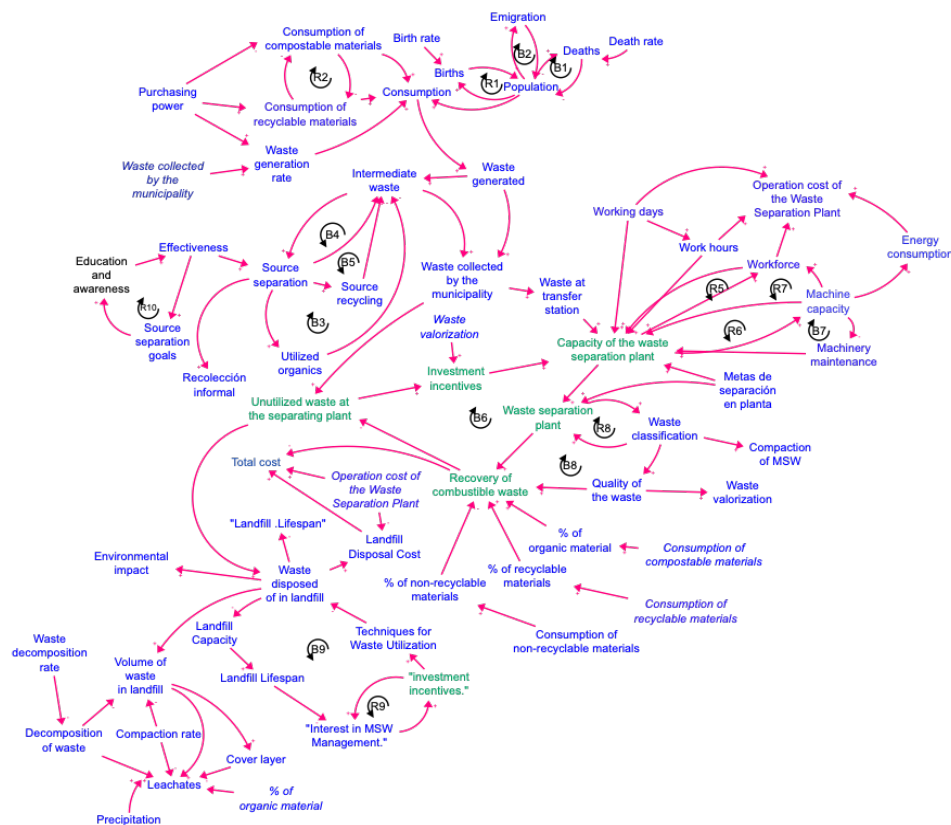 Emigration
Consumption of
compostable materials
Birth rate
Deaths
Death rate
B2
B1
R2
Births
R1
Population
Purchasing
power
Consumption
Consumption of
recyclable materials
Waste
generation
rate
Waste collected
by the
municipality
Intermediate
waste
Waste
generated
Operation cost of
the Waste
Separation Plant
Working days
B4
Effectiveness
Education
and
awareness
Work hours
Energy
consumption
B5
Source
separation
Source
recycling
Waste collected
by the
municipality
Waste at
transfer
station
Workforce
R5
R7
Machine
capacity
R10
Source
separation
goals
B3
Waste
valorization
R6
B7
Capacity of the waste
separation plant
Machinery
maintenance
Utilized
organics
Recolección
informal
Investment
incentives
Metas de
separación
en planta
Unutilized waste at
the separating plant
B6
Waste separation
plant
R8
Waste
classification
Compaction
of MSW
Total cost
B8
Operation cost of
the Waste
Separation Plant
Recovery of
combustible waste
Quality of
the waste
Waste
valorization
"Landfill .Lifespan"
Landfill
Disposal Cost
% of
organic material
Consumption of
compostable materials
Environmental
impact
Waste
disposed
of in landfill
% of recyclable
materials
% of non-recyclable
materials
Consumption of
recyclable materials
Landfill
Capacity
Techniques for
Waste Utilization
Consumption of
non-recyclable materials
Waste
decomposition
rate
B9
Volume of
waste
in landfill
Landfill Lifespan
"investment
incentives."
R9
Decomposition
of waste
Compaction rate
"Interest in MSW
Management."
Cover layer
Leachates
% of
organic material
Precipitation